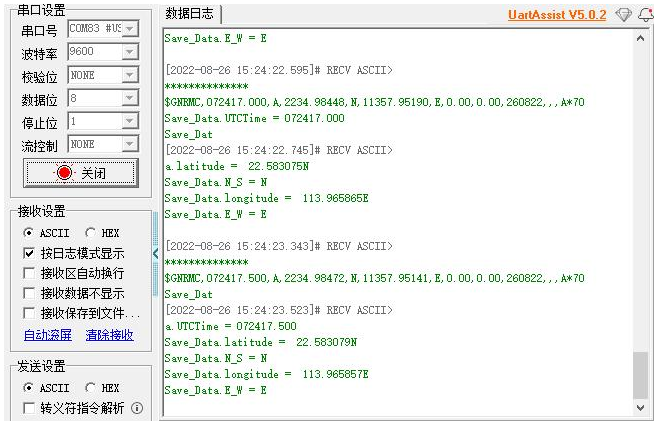 串口设置
串口号 COM83 #US
波特率 9600
校验位 NONE
数据位 8
停止位 1
流控制 NONE
关闭
接收设置
ASCII HEX
按日志模式显示
接收区自动换行
接收数据不显示
接收保存到文件...
自动滚屏 清除接收
发送设置
ASCII HEX
转义符指令解析
数据日志
UartAssist V5.0.2
Save_Data.E_W = E
[2022-08-26 15:24:22.595]# RECV ASCII>
**************
$GNRMC,072417.000,A,2234.98448,N,11357.95190,E,0.00,0.00,260822,,,A*70
Save_Data.UTCTime = 072417.000
Save_Dat
[2022-08-26 15:24:22.745]# RECV ASCII>
a.latitude =  22.583075N
Save_Data.N_S = N
Save_Data.longitude =  113.965865E
Save_Data.E_W = E
[2022-08-26 15:24:23.343]# RECV ASCII>
**************
$GNRMC,072417.500,A,2234.98472,N,11357.95141,E,0.00,0.00,260822,,,A*70
Save_Dat
[2022-08-26 15:24:23.523]# RECV ASCII>
a.UTCTime = 072417.500
Save_Data.latitude =  22.583079N
Save_Data.N_S = N
Save_Data.longitude =  113.965857E
Save_Data.E_W = E